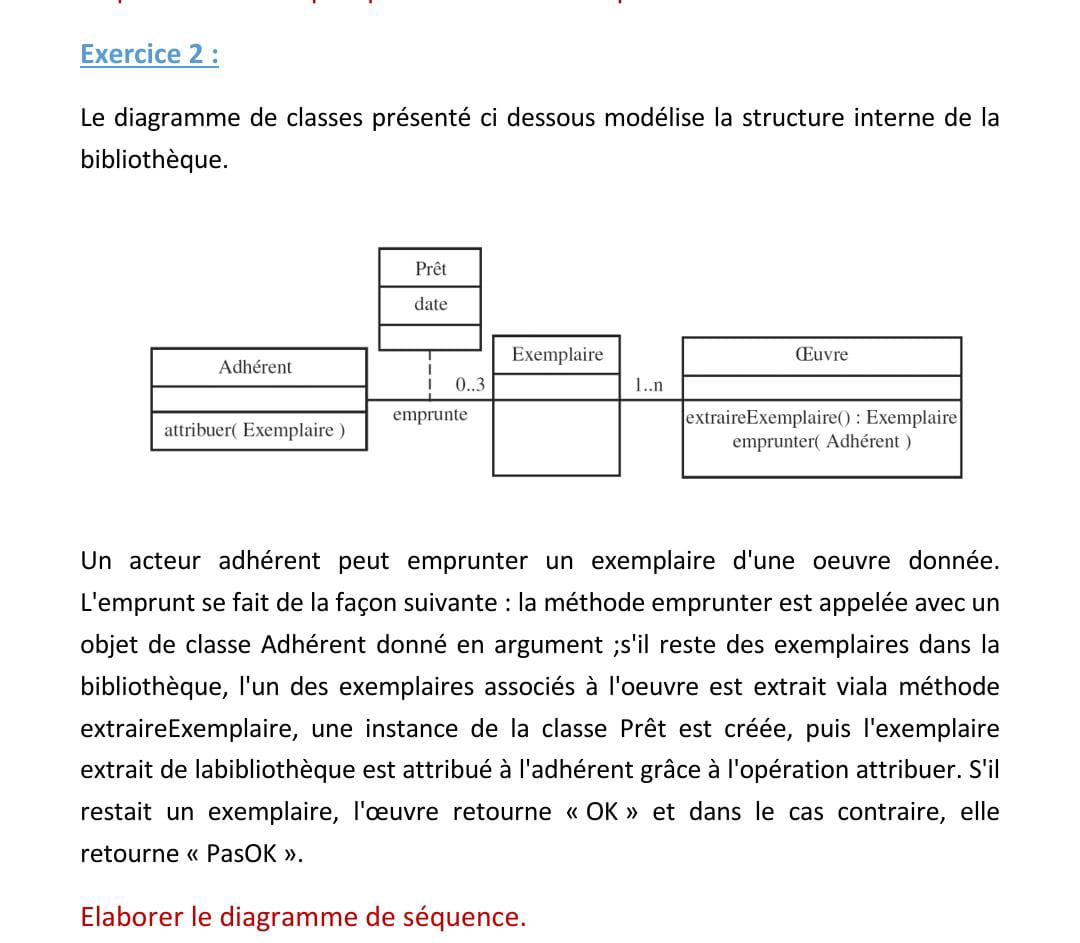 Exercice 2 :
Le diagramme de classes présenté ci dessous modélise la structure interne de la
bibliothèque.
Prêt
date
Adhérent
attribuer( Exemplaire )
emprunte
0..3
Exemplaire
1..n
Œuvre
extraireExemplaire() : Exemplaire
emprunter( Adhérent )
Un acteur adhérent peut emprunter un exemplaire d'une oeuvre donnée.
L'emprunt se fait de la façon suivante : la méthode emprunter est appelée avec un
objet de classe Adhérent donné en argument ;s'il reste des exemplaires dans la
bibliothèque, l'un des exemplaires associés à l'oeuvre est extrait viala méthode
extraireExemplaire, une instance de la classe Prêt est créée, puis l'exemplaire
extrait de labibliothèque est attribué à l'adhérent grâce à l'opération attribuer. S'il
restait un exemplaire, l'œuvre retourne « OK » et dans le cas contraire, elle
retourne « PasOK ».
Elaborer le diagramme de séquence.